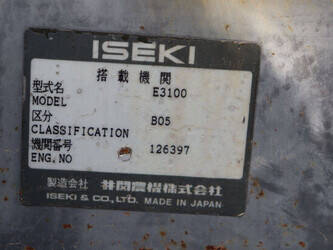 ISEKI
搭載機関
型式名 E3100
MODEL
区分 B05
CLASSIFICATION
機関番号 126397
ENG.NO
製造会社 井関農機株式会社
ISEKI & CO.,LTD. MADE IN JAPAN